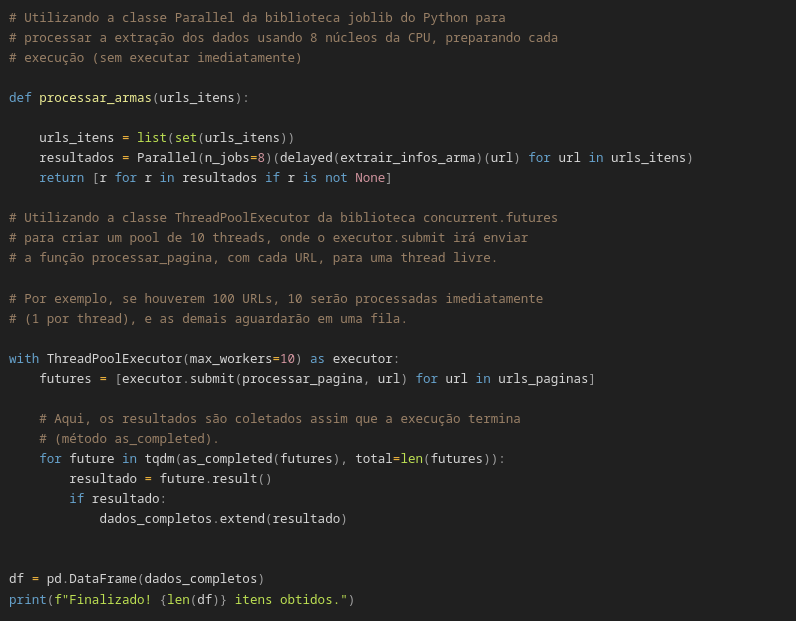 # Utilizando a classe Parallel da biblioteca joblib do Python para
# processar a extração dos dados usando 8 núcleos da CPU, preparando cada
# execução (sem executar imediatamente)

def processar_armas(urls_itens):

    urls_itens = list(set(urls_itens))
    resultados = Parallel(n_jobs=8)(delayed(extrair_infos_arma)(url) for url in urls_itens)
    return [r for r in resultados if r is not None]

# Utilizando a classe ThreadPoolExecutor da biblioteca concurrent.futures
# para criar um pool de 10 threads, onde o executor.submit irá enviar
# a função processar_pagina, com cada URL, para uma thread livre.

# Por exemplo, se houverem 100 URLs, 10 serão processadas imediatamente
# (1 por thread), e as demais aguardarão em uma fila.

with ThreadPoolExecutor(max_workers=10) as executor:
    futures = [executor.submit(processar_pagina, url) for url in urls_paginas]

    # Aqui, os resultados são coletados assim que a execução termina
    # (método as_completed).
    for future in tqdm(as_completed(futures), total=len(futures)):
        resultado = future.result()
        if resultado:
            dados_completos.extend(resultado)


df = pd.DataFrame(dados_completos)
print(f"Finalizado! {len(df)} itens obtidos.")